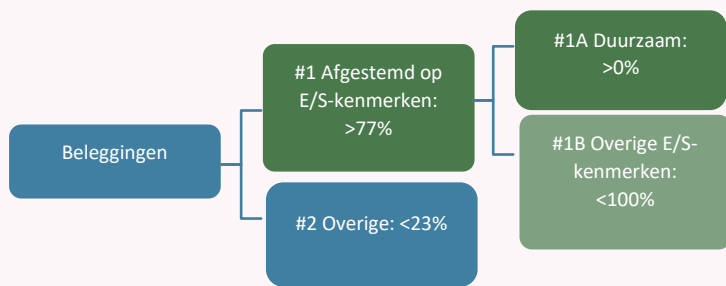 Beleggingen
#1 Afgestemd op
E/S-kenmerken:
>77%
#2 Overige: <23%
#1A Duurzaam:
>0%
#1B Overige E/S-
kenmerken:
<100%